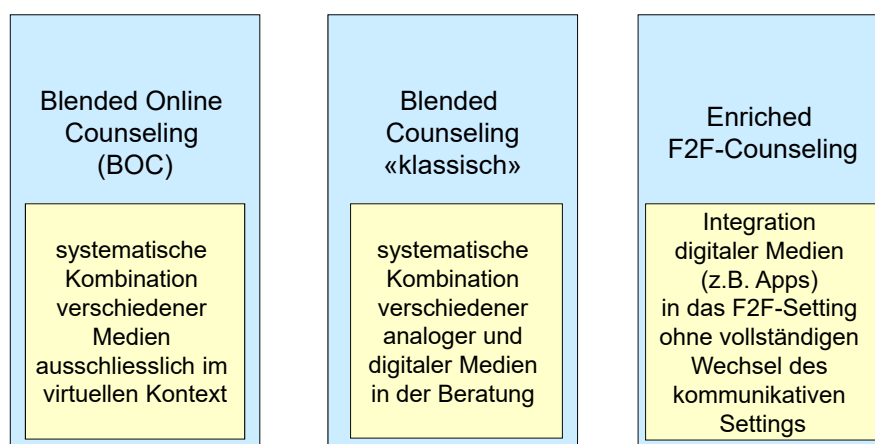 Blended Online
Counseling
(BOC)
systematische
Kombination
verschiedener
Medien
ausschliesslich im
virtuellen Kontext
Blended
Counseling
«klassisch»
systematische
Kombination
verschiedener
analoger und
digitaler Medien
in der Beratung
Enriched
F2F-Counseling
Integration
digitaler Medien
(z.B. Apps)
in das F2F-Setting
ohne vollständigen
Wechsel des
kommunikativen
Settings